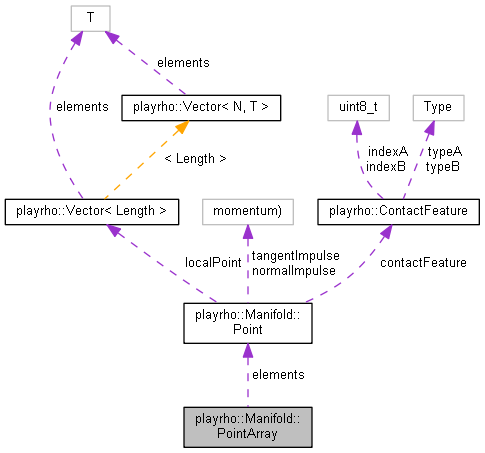 T
elements
playrho::Vector< N, T >
uint8_t
Type
elements
< Length >
indexA
indexB
typeA
typeB
playrho::Vector< Length >
momentum)
playrho::ContactFeature
localPoint
tangentImpulse
normalImpulse
contactFeature
playrho::Manifold::
Point
elements
playrho::Manifold::
PointArray